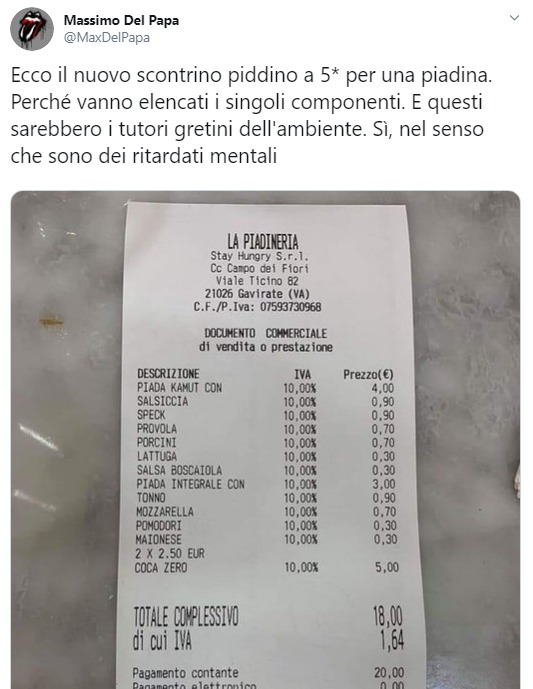 Massimo Del Papa
@MaxDelPapa
Ecco il nuovo scontrino piddino a 5* per una piadina.
Perché vanno elencati i singoli componenti. E questi
sarebbero i tutori gretini dell'ambiente. Sì, nel senso
che sono dei ritardati mentali
LA PIADINERIA
Stay Hungry S.r.l.
Cc Campo dei Fiori
Viale Ticino 82
21026 Gavirate (VA)
C.F./P.Iva: 07593730968
DOCUMENTO COMMERCIALE
di vendita o prestazione
DESCRIZIONE IVA Prezzo(€)
PIADA KAMUT CON 10,00% 4,00
SALSICCIA 10,00% 0,90
SPECK 10,00% 0,90
PROVOLA 10,00% 0,70
PORCINI 10,00% 0,70
LATTUGA 10,00% 0,30
SALSA BOSCAIOLA 10,00% 0,30
PIADA INTEGRALE CON 10,00% 3,00
TONNO 10,00% 0,90
MOZZARELLA 10,00% 0,70
POMODORI 10,00% 0,30
MAIONESE 10,00% 0,30
2 X 2.50 EUR
COCA ZERO 10,00% 5,00
TOTALE COMPLESSIVO 18,00
di cui IVA 1,64
Pagamento contante 20,00
Pagamento elettronico 0,00